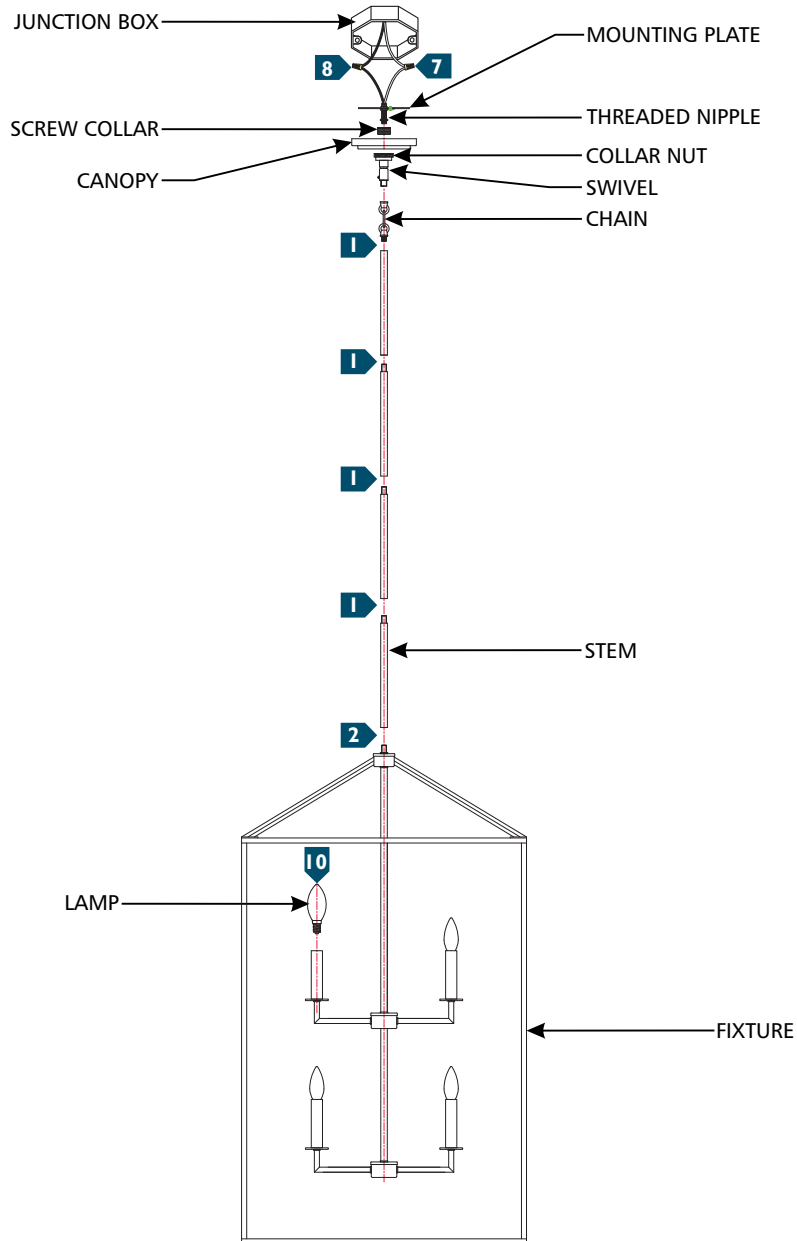 JUNCTION BOX
MOUNTING PLATE
8
7
THREADED NIPPLE
SCREW COLLAR
COLLAR NUT
CANOPY
SWIVEL
CHAIN
1
1
1
1
STEM
2
10
LAMP
FIXTURE